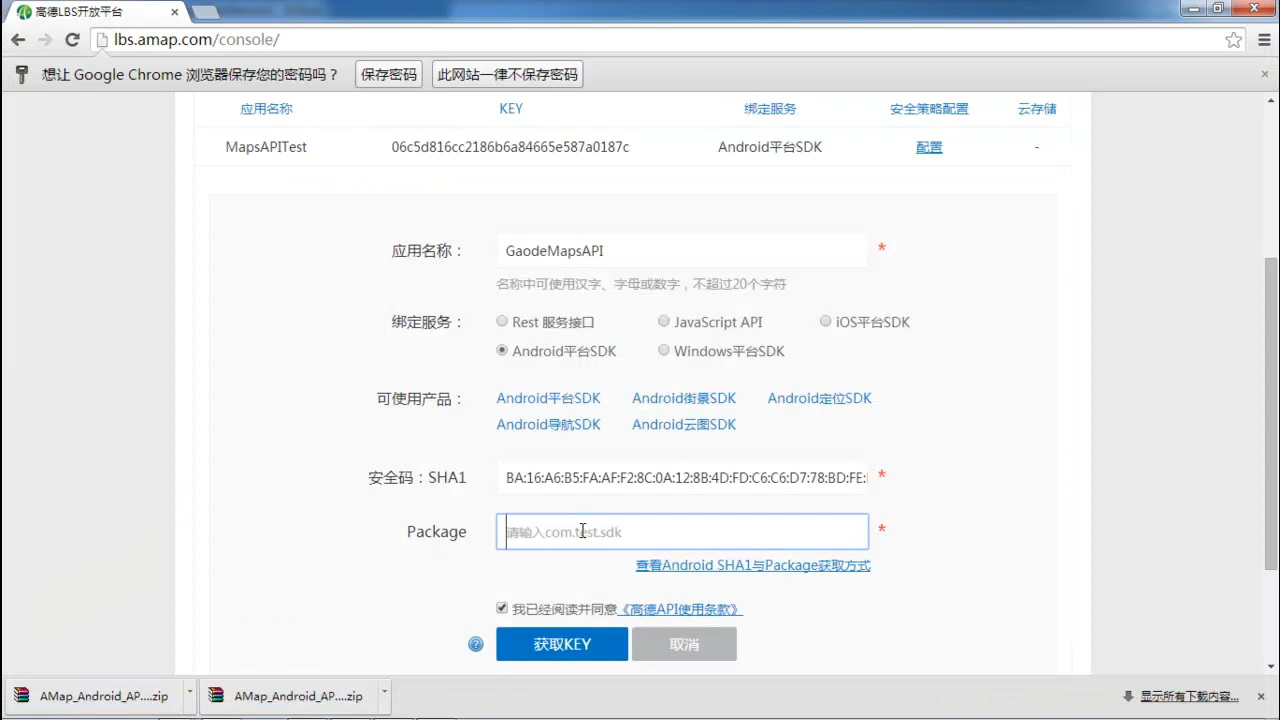 高德LBS开放平台
lbs.amap.com/console/
想让 Google Chrome 浏览器保存您的密码吗？ 保存密码 此网站一律不保存密码
应用名称 KEY 绑定服务 安全策略配置 云存储
MapsAPITest 06c5d816cc2186b6a84665e587a0187c Android平台SDK 配置 -
应用名称： GaodeMapsAPI *
名称中可使用汉字、字母或数字，不超过20个字符
绑定服务： Rest 服务接口 JavaScript API iOS平台SDK
Android平台SDK Windows平台SDK
可使用产品： Android平台SDK Android街景SDK Android定位SDK
Android导航SDK Android云图SDK
安全码：SHA1 BA:16:A6:B5:FA:AF:F2:8C:0A:12:8B:4D:FD:C6:C6:D7:78:BD:FE: *
Package 请输入com.test.sdk *
查看Android SHA1与Package获取方式
我已经阅读并同意《高德API使用条款》
获取KEY 取消
AMap_Android_AP....zip AMap_Android_AP....zip 显示所有下载内容...